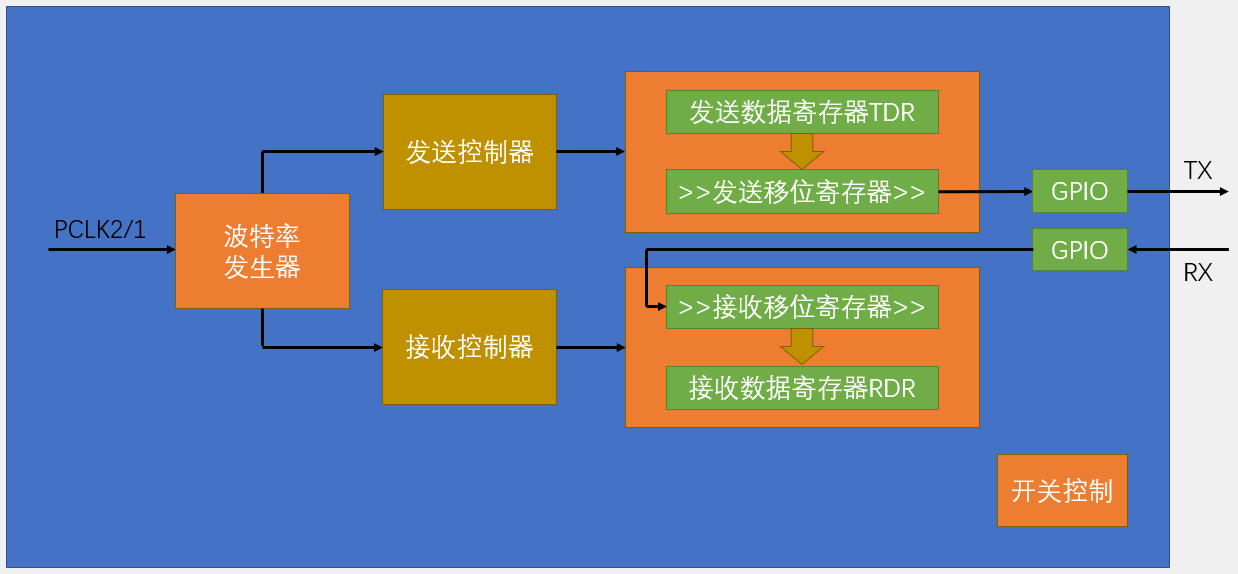 PCLK2/1
波特率
发生器
发送控制器
接收控制器
发送数据寄存器TDR
>>发送移位寄存器>>
GPIO
TX
GPIO
RX
>>接收移位寄存器>>
接收数据寄存器RDR
开关控制